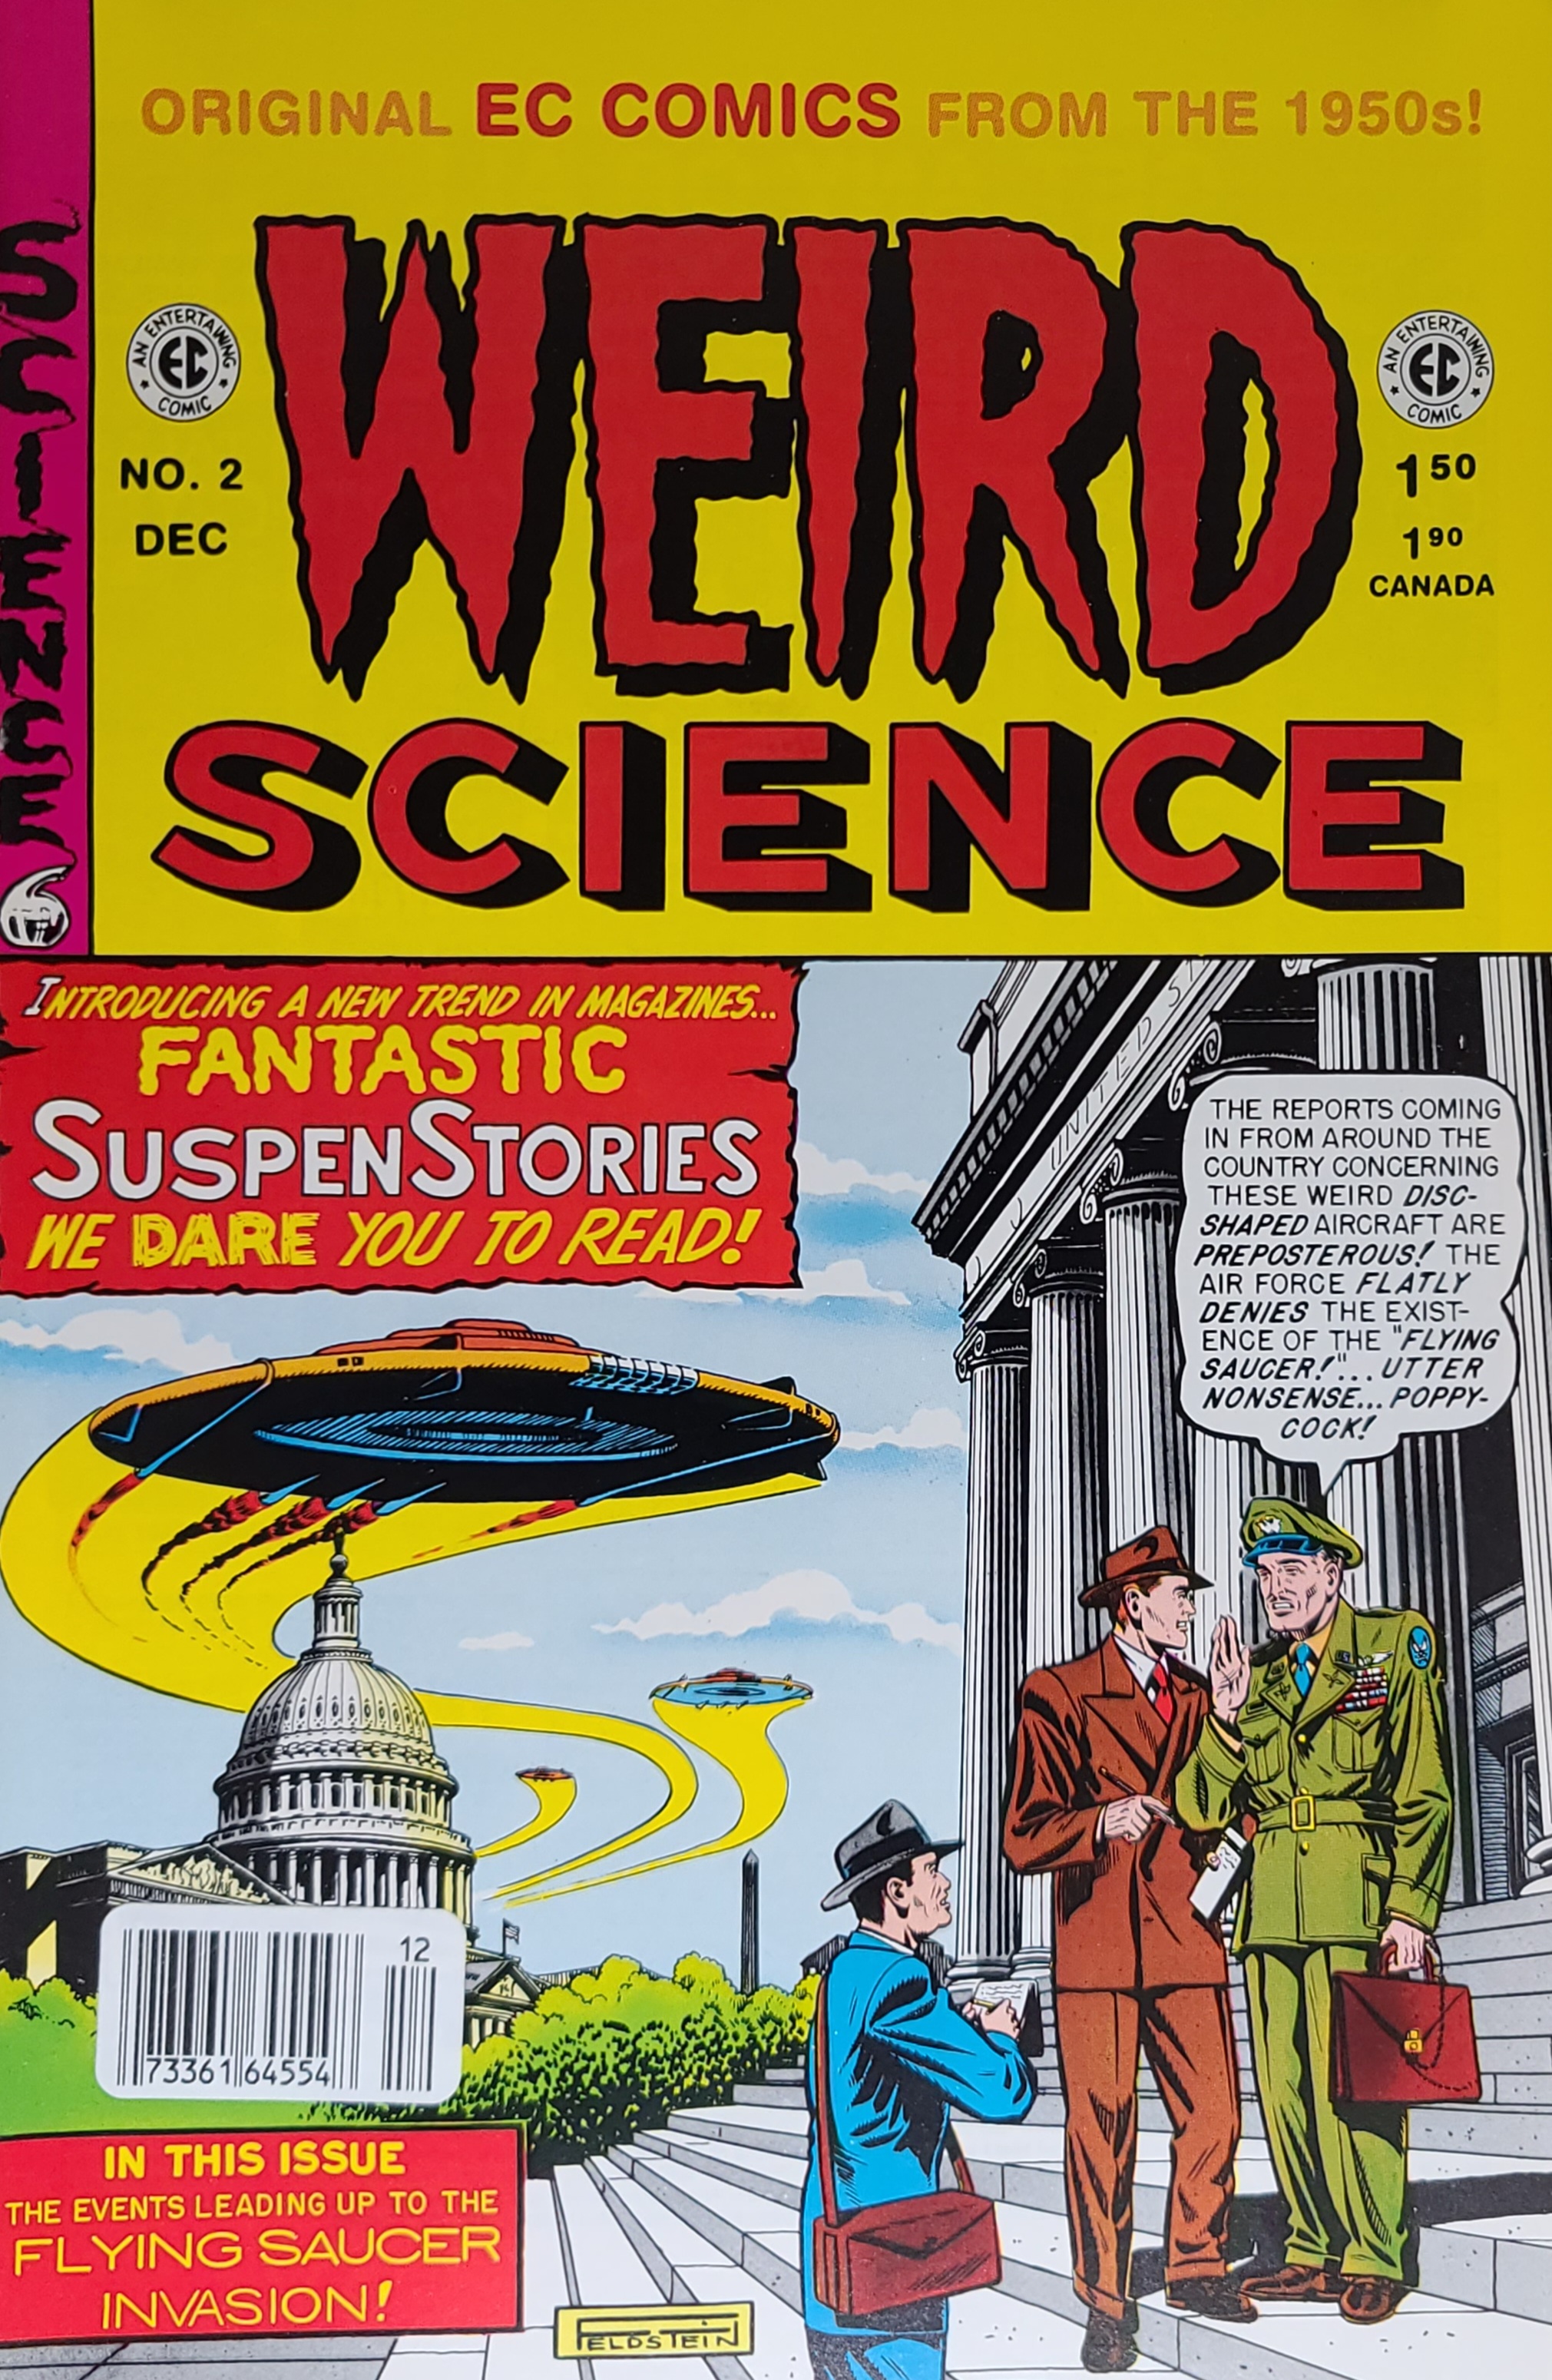 ORIGINAL EC COMICS FROM THE 1950s!
SCIENCE
WEIRD
SCIENCE
AN ENTERTAINING
EC
COMIC
NO. 2
DEC
AN ENTERTAINING
EC
COMIC
1 50
1 90
CANADA
INTRODUCING A NEW TREND IN MAGAZINES...
FANTASTIC
SUSPENSTORIES
WE DARE YOU TO READ!
THE REPORTS COMING
IN FROM AROUND THE
COUNTRY CONCERNING
THESE WEIRD DISC-
SHAPED AIRCRAFT ARE
PREPOSTEROUS! THE
AIR FORCE FLATLY
DENIES THE EXIST-
ENCE OF THE "FLYING
SAUCER!"... UTTER
NONSENSE... POPPY-
COCK!
12
73361 64554
IN THIS ISSUE
THE EVENTS LEADING UP TO THE
FLYING SAUCER
INVASION!
FELDSTEIN